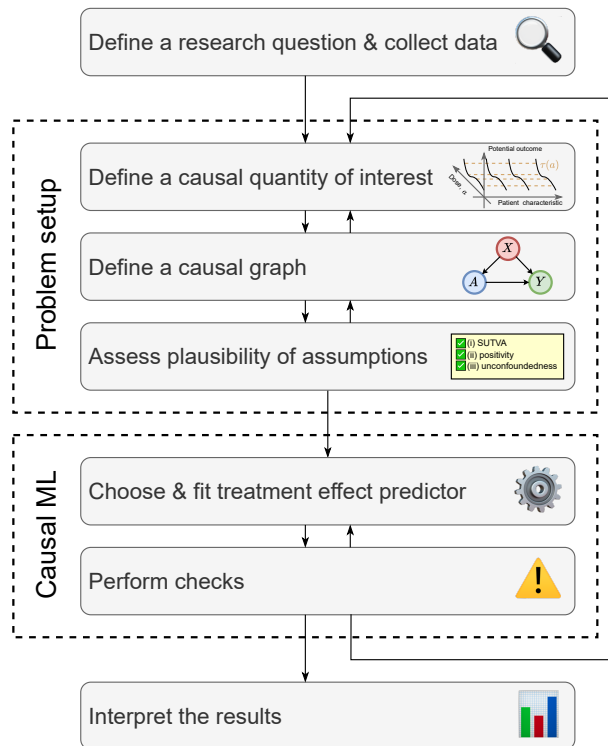 Define a research question & collect data
Problem setup
Define a causal quantity of interest
Potential outcome
r(a)
Dose, a
Patient characteristic
Define a causal graph
X
A
Y
Assess plausibility of assumptions
(i) SUTVA
(ii) positivity
(iii) unconfoundedness
Causal ML
Choose & fit treatment effect predictor
Perform checks
Interpret the results